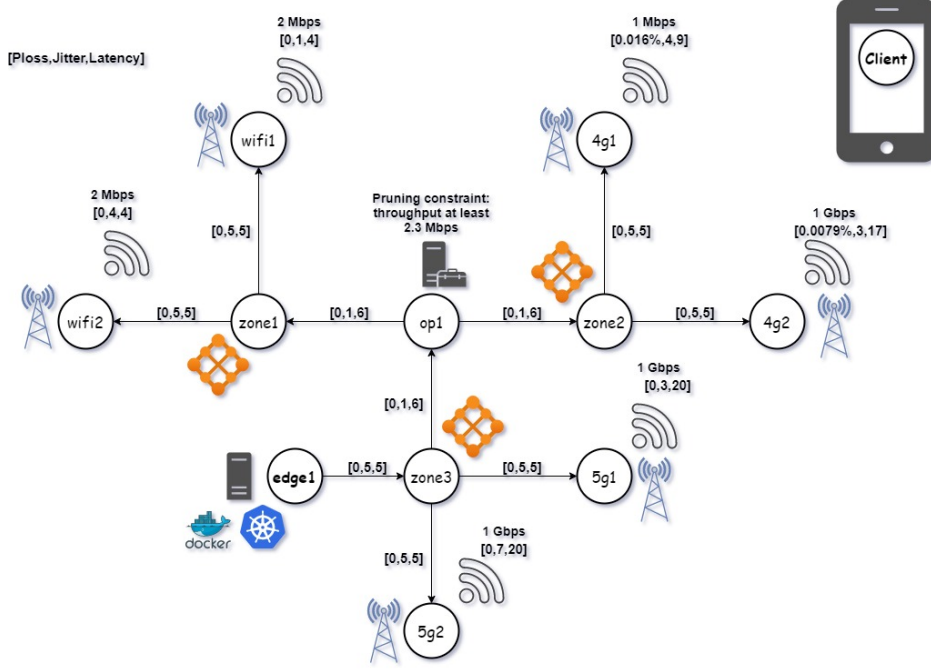 2 Mbps
[0,1,4]
1 Mbps
[0.016%,4,9]
[Ploss,Jitter,Latency]
Client
wifi1
4g1
2 Mbps
[0,4,4]
Pruning constraint:
throughput at least
2.3 Mbps
1 Gbps
[0.0079%,3,17]
[0,5,5]
[0,5,5]
wifi2
[0,5,5]
zone1
[0,1,6]
op1
[0,1,6]
zone2
[0,5,5]
4g2
1 Gbps
[0,3,20]
[0,1,6]
edge1
[0,5,5]
zone3
[0,5,5]
5g1
docker
1 Gbps
[0,7,20]
[0,5,5]
5g2